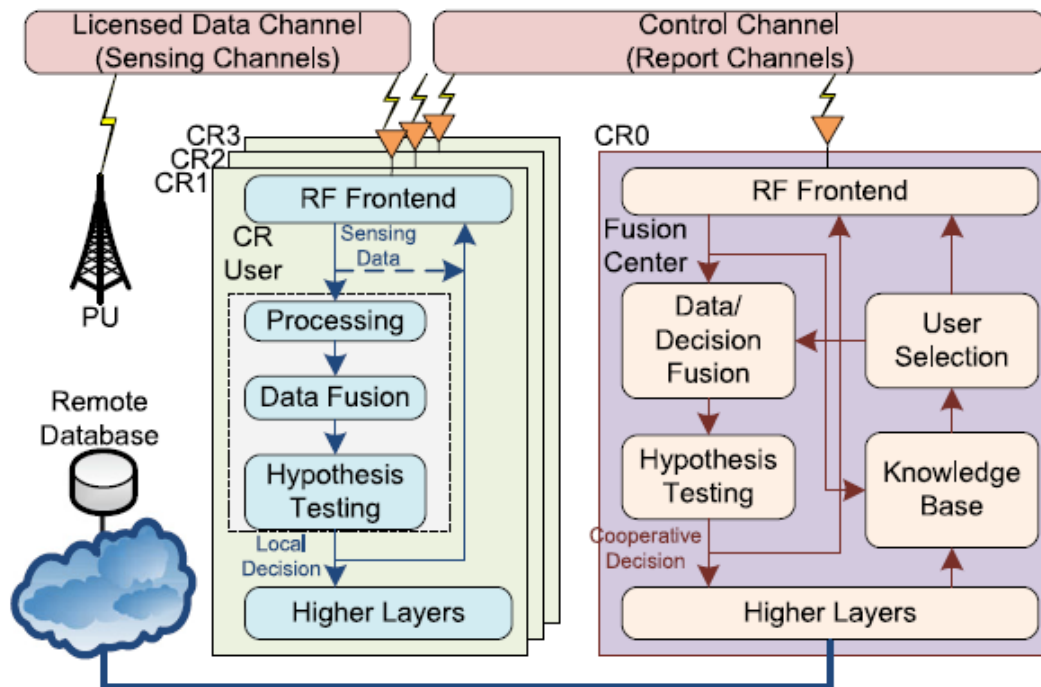 Licensed Data Channel
(Sensing Channels)
Control Channel
(Report Channels)
CR3
CR2
CR1
CR0
RF Frontend
CR
User
Sensing
Data
Processing
Data Fusion
Hypothesis
Testing
Local
Decision
Higher Layers
PU
Remote
Database
RF Frontend
Fusion
Center
Data/
Decision
Fusion
User
Selection
Hypothesis
Testing
Knowledge
Base
Cooperative
Decision
Higher Layers